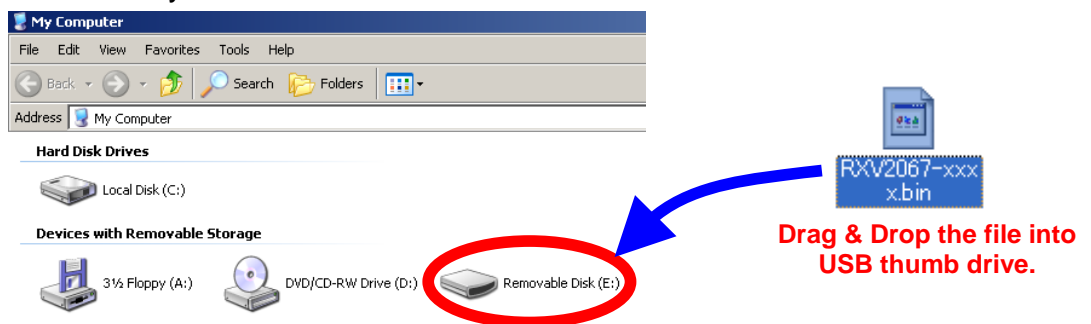 My Computer
File Edit View Favorites Tools Help
Back Search Folders
Address My Computer
Hard Disk Drives
Local Disk (C:)
Devices with Removable Storage
3½ Floppy (A:) DVD/CD-RW Drive (D:) Removable Disk (E:)
RXV2067-xxx
x.bin
Drag & Drop the file into
USB thumb drive.